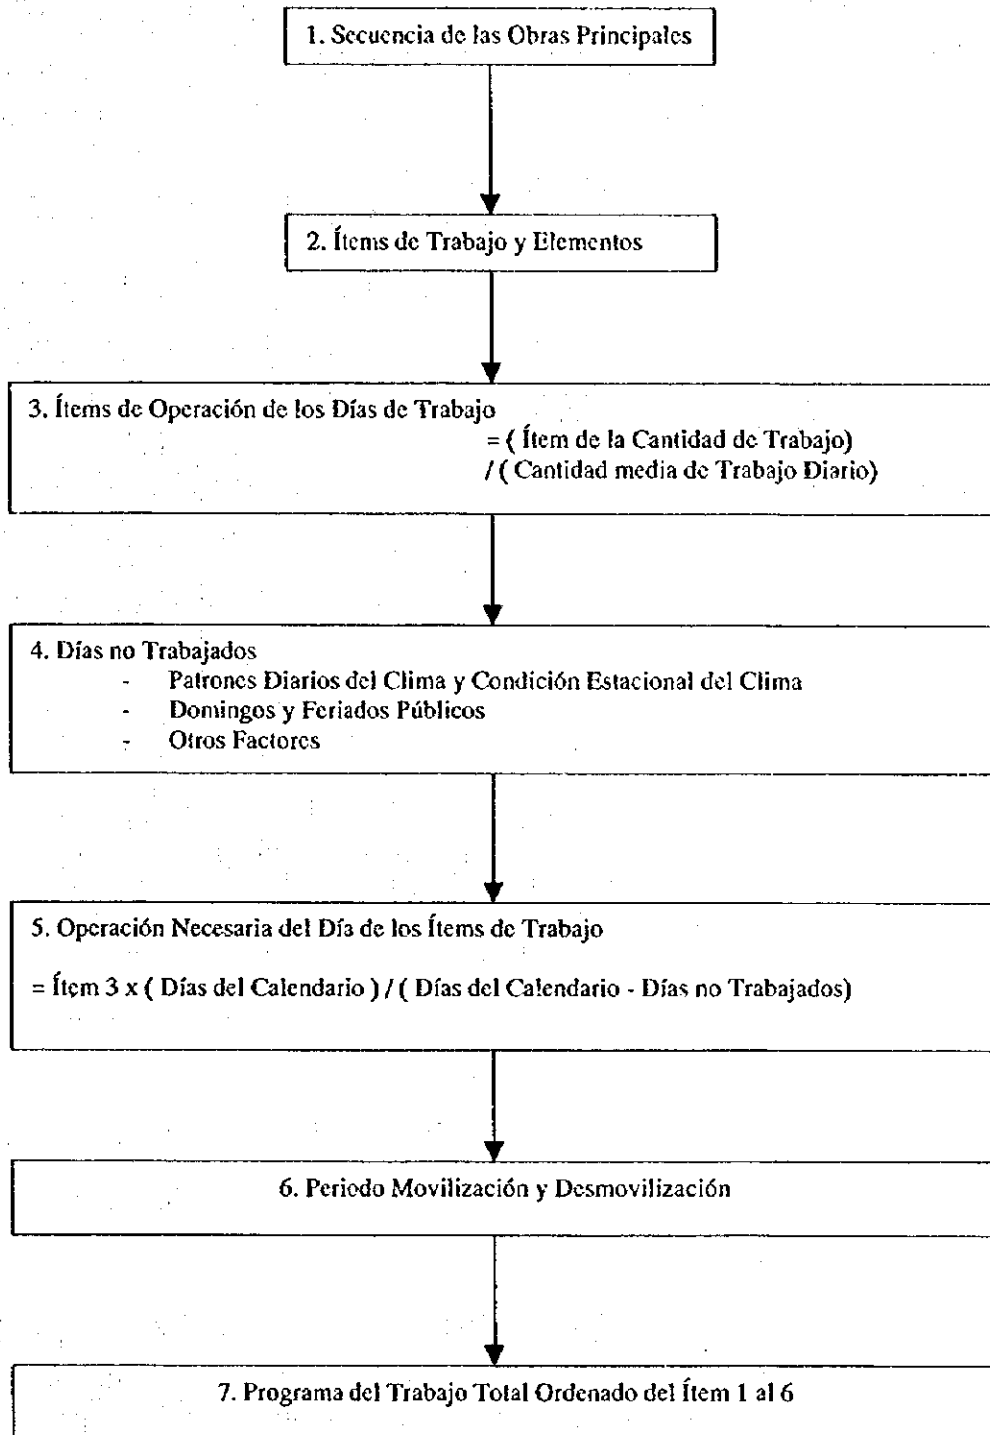 1. Secuencia de las Obras Principales
2. Ítems de Trabajo y Elementos
3. Ítems de Operación de los Días de Trabajo
= ( Ítem de la Cantidad de Trabajo)
/ ( Cantidad media de Trabajo Diario)
4. Días no Trabajados
- Patrones Diarios del Clima y Condición Estacional del Clima
- Domingos y Feriados Públicos
- Otros Factores
5. Operación Necesaria del Día de los Ítems de Trabajo
= Ítem 3 x ( Días del Calendario ) / ( Días del Calendario - Días no Trabajados)
6. Periodo Movilización y Desmovilización
7. Programa del Trabajo Total Ordenado del Ítem 1 al 6